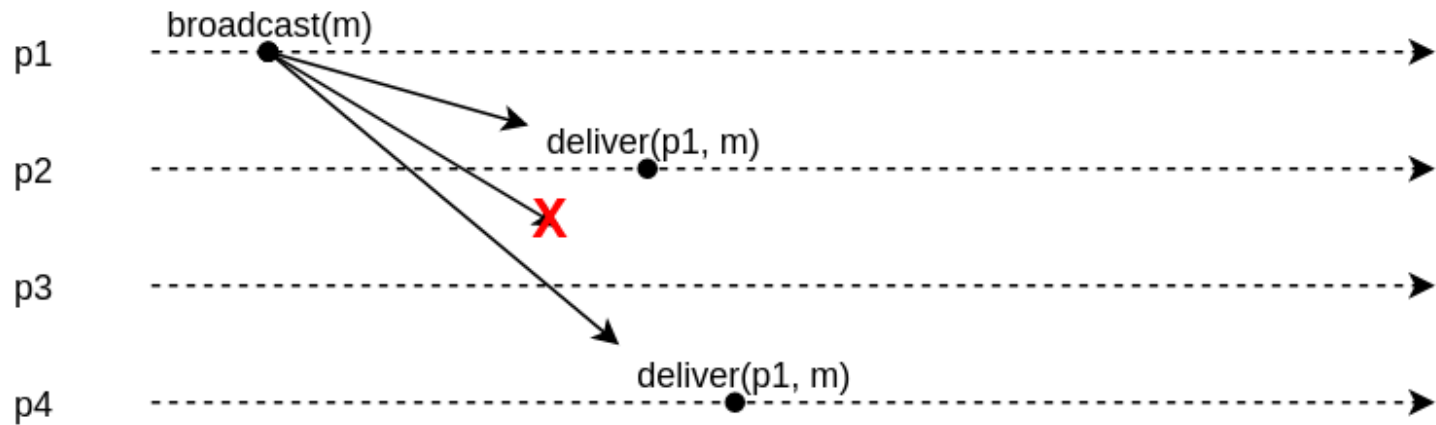 broadcast(m)
p1
deliver(p1, m)
p2
X
p3
deliver(p1, m)
p4